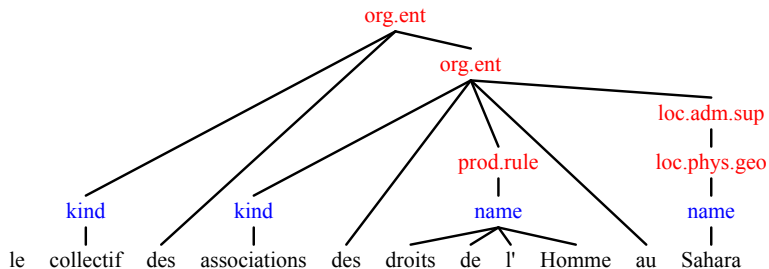 org.ent
org.ent
loc.adm.sup
prod.rule loc.phys.geo
kind kind name name
le collectif des associations des droits de l' Homme au Sahara